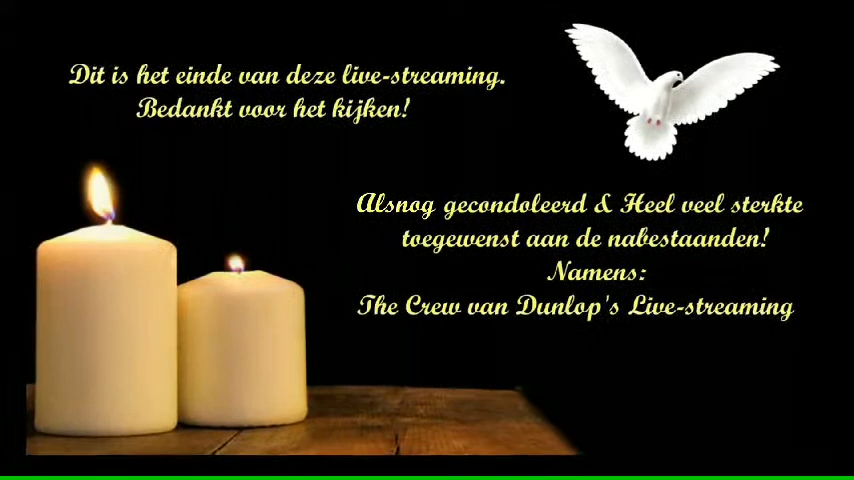 Dit is het einde van deze live-streaming.
Bedankt voor het kijken!
Alsnog gecondoleerd & Heel veel sterkte
toegewenst aan de nabestaanden!
Namens:
The Crew van Dunlop's Live-streaming